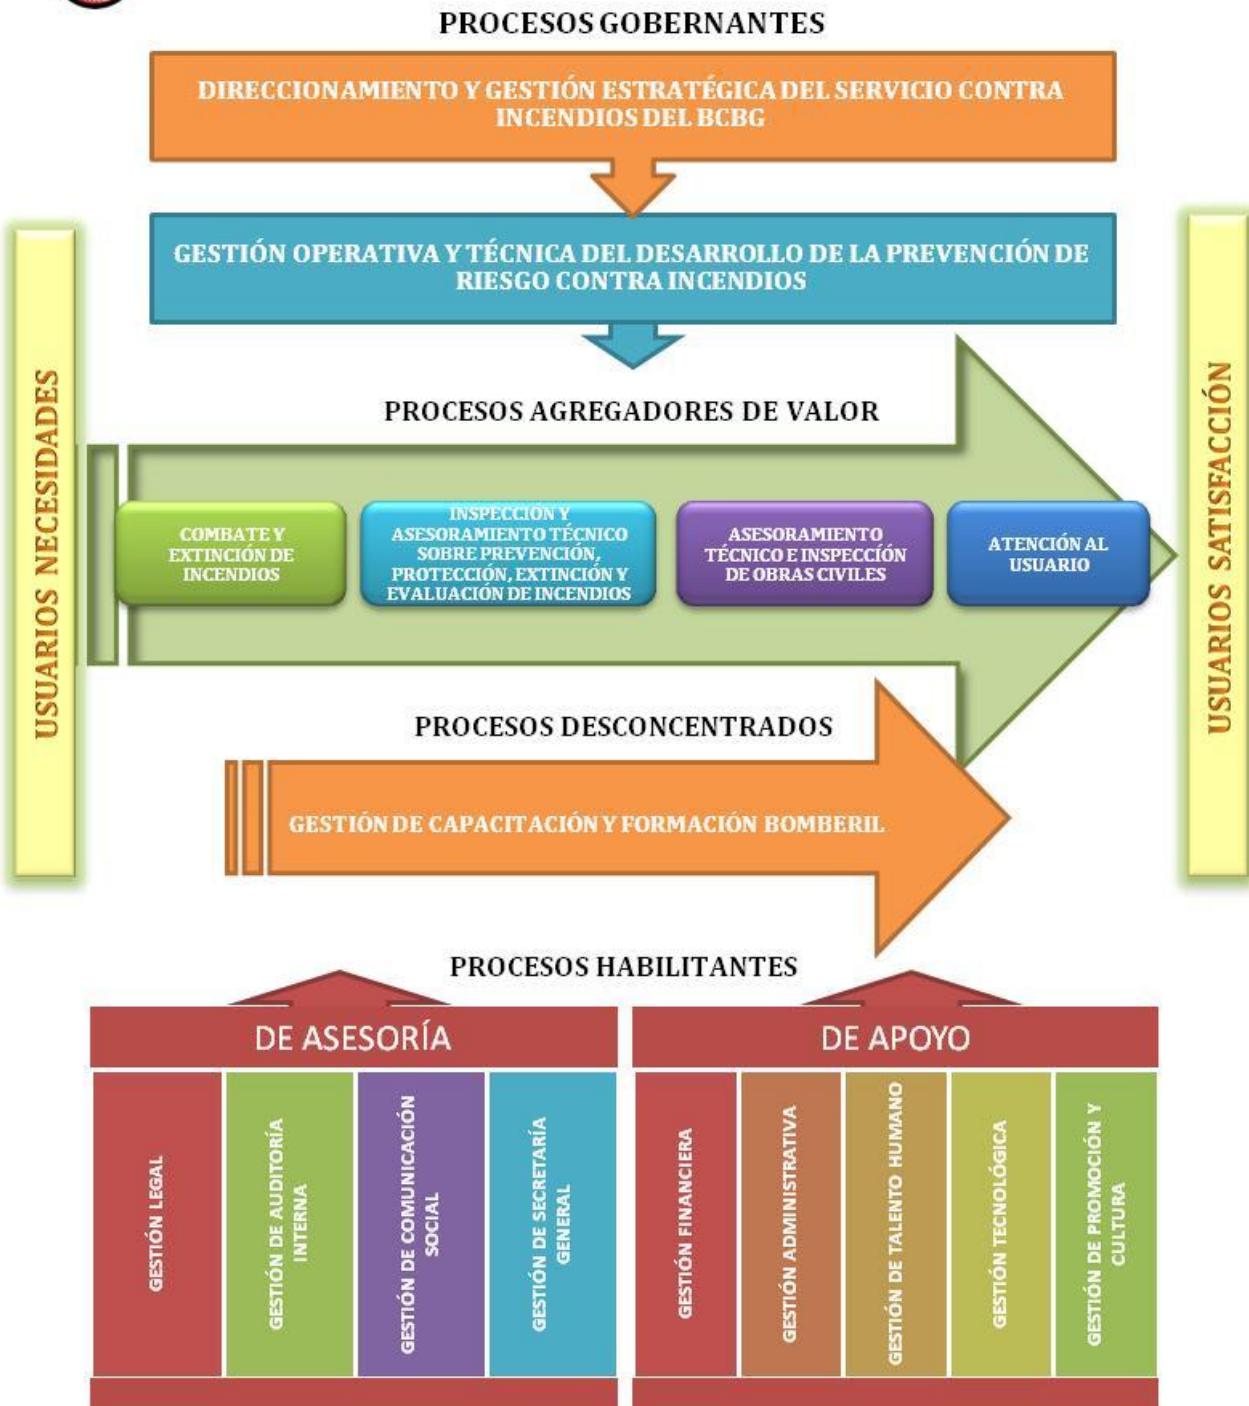 PROCESOS GOBERNANTES
DIRECCIONAMIENTO Y GESTIÓN ESTRATÉGICA DEL SERVICIO CONTRA
INCENDIOS DEL BCBG
GESTIÓN OPERATIVA Y TÉCNICA DEL DESARROLLO DE LA PREVENCIÓN DE
RIESGO CONTRA INCENDIOS
USUARIOS NECESIDADES
PROCESOS AGREGADORES DE VALOR
COMBATE Y
EXTINCIÓN DE
INCENDIOS
INSPECCIÓN Y
ASESORAMIENTO TÉCNICO
SOBRE PREVENCIÓN,
PROTECCIÓN, EXTINCIÓN Y
EVALUACIÓN DE INCENDIOS
ASESORAMIENTO
TÉCNICO E INSPECCÍÓN
DE OBRAS CIVILES
ATENCIÓN AL
USUARIO
USUARIOS SATISFACCIÓN
PROCESOS DESCONCENTRADOS
GESTIÓN DE CAPACITACIÓN Y FORMACIÓN BOMBERIL
PROCESOS HABILITANTES
DE ASESORÍA
GESTIÓN LEGAL
GESTIÓN DE AUDITORÍA
INTERNA
GESTIÓN DE COMUNICACIÓN
SOCIAL
GESTIÓN DE SECRETARÍA
GENERAL
DE APOYO
GESTIÓN FINANCIERA
GESTIÓN ADMINISTRATIVA
GESTIÓN DE TALENTO HUMANO
GESTIÓN TECNOLÓGICA
GESTIÓN DE PROMOCIÓN Y
CULTURA